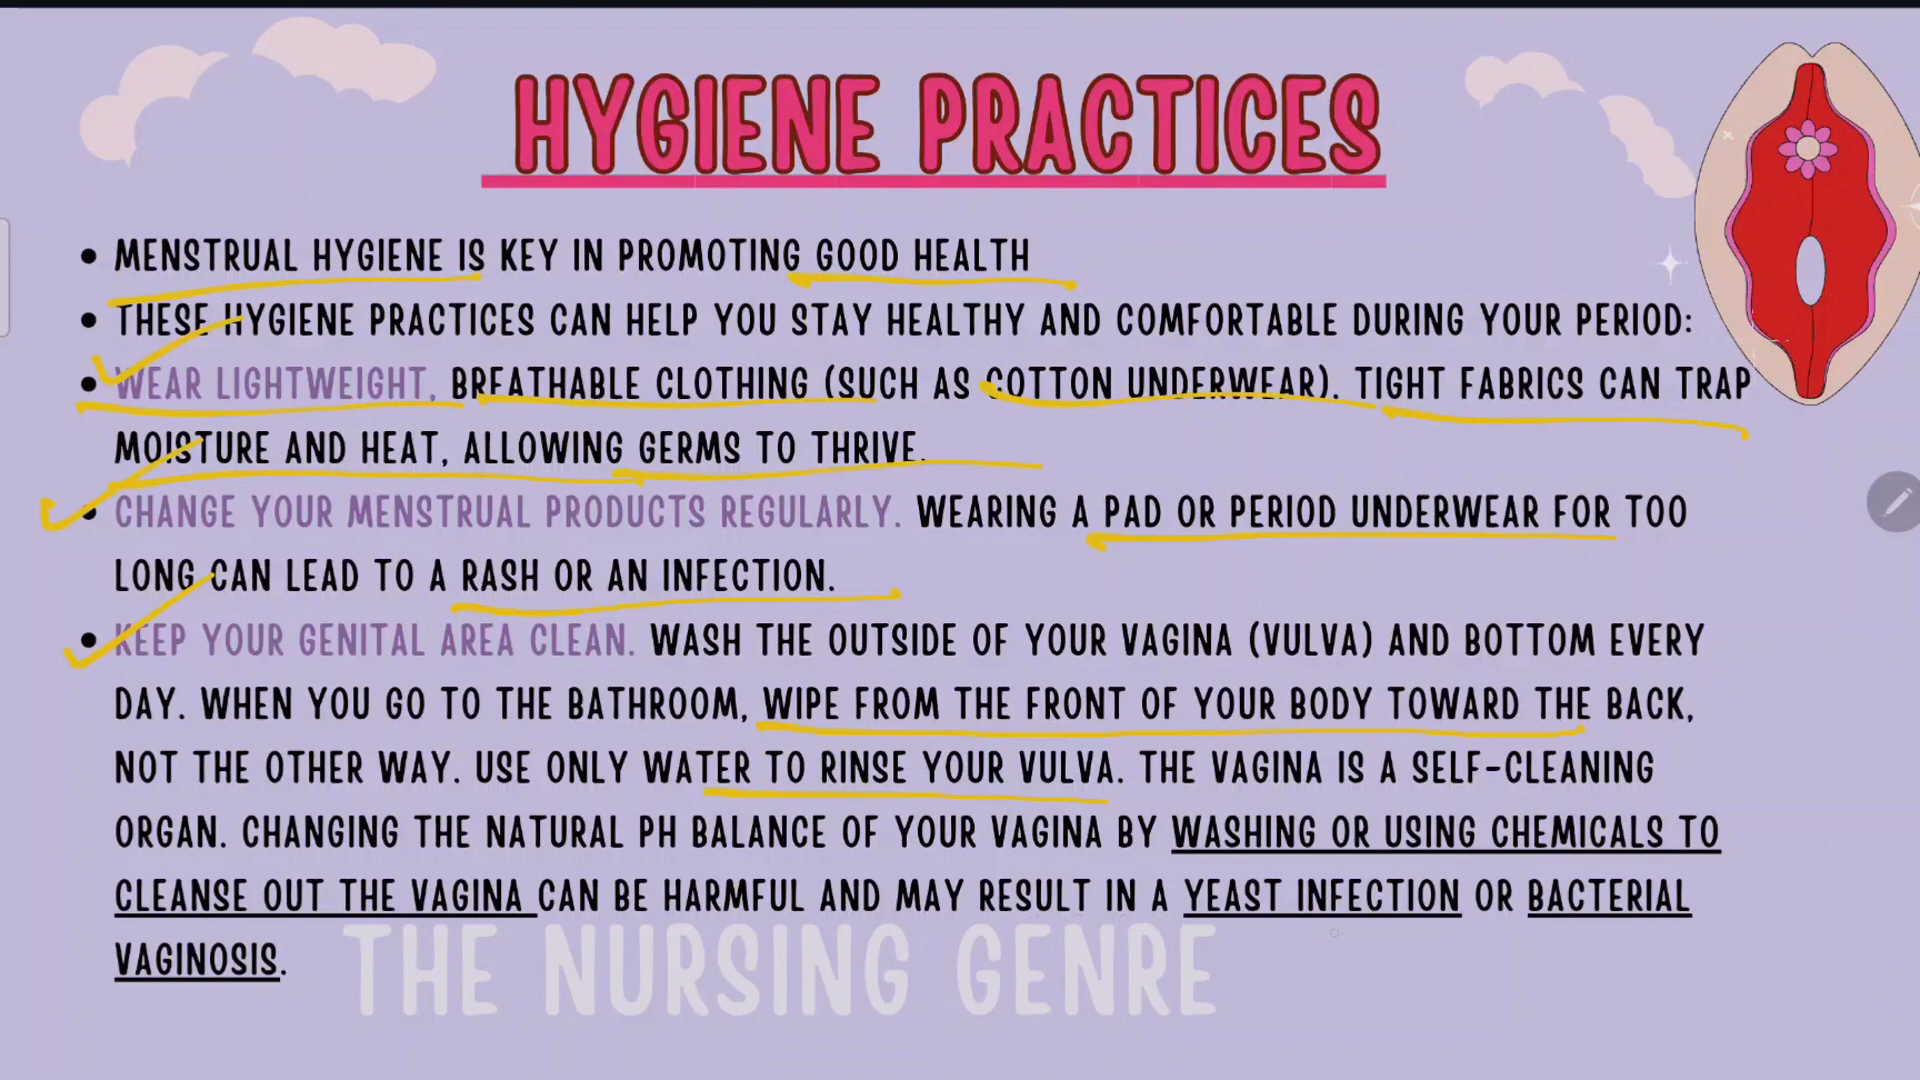 HYGIENE PRACTICES
• MENSTRUAL HYGIENE IS KEY IN PROMOTING GOOD HEALTH
• THESE HYGIENE PRACTICES CAN HELP YOU STAY HEALTHY AND COMFORTABLE DURING YOUR PERIOD:
• WEAR LIGHTWEIGHT, BREATHABLE CLOTHING (SUCH AS COTTON UNDERWEAR). TIGHT FABRICS CAN TRAP
MOISTURE AND HEAT, ALLOWING GERMS TO THRIVE.
• CHANGE YOUR MENSTRUAL PRODUCTS REGULARLY. WEARING A PAD OR PERIOD UNDERWEAR FOR TOO
LONG CAN LEAD TO A RASH OR AN INFECTION.
• KEEP YOUR GENITAL AREA CLEAN. WASH THE OUTSIDE OF YOUR VAGINA (VULVA) AND BOTTOM EVERY
DAY. WHEN YOU GO TO THE BATHROOM, WIPE FROM THE FRONT OF YOUR BODY TOWARD THE BACK,
NOT THE OTHER WAY. USE ONLY WATER TO RINSE YOUR VULVA. THE VAGINA IS A SELF-CLEANING
ORGAN. CHANGING THE NATURAL PH BALANCE OF YOUR VAGINA BY WASHING OR USING CHEMICALS TO
CLEANSE OUT THE VAGINA CAN BE HARMFUL AND MAY RESULT IN A YEAST INFECTION OR BACTERIAL
VAGINOSIS.
THE NURSING GENRE